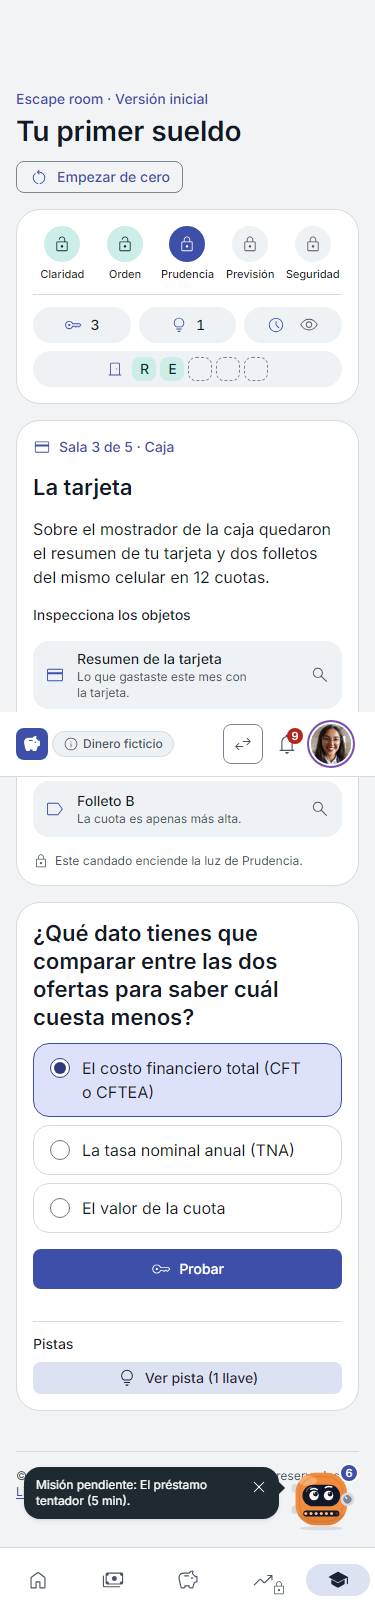 Escape room · Versión inicial
Tu primer sueldo
Empezar de cero
Claridad Orden Prudencia Previsión Seguridad
3 1
R E
Sala 3 de 5 · Caja
La tarjeta
Sobre el mostrador de la caja quedaron
el resumen de tu tarjeta y dos folletos
del mismo celular en 12 cuotas.
Inspecciona los objetos
Resumen de la tarjeta
Lo que gastaste este mes con
la tarjeta.
Dinero ficticio
9
Folleto B
La cuota es apenas más alta.
Este candado enciende la luz de Prudencia.
¿Qué dato tienes que
comparar entre las dos
ofertas para saber cuál
cuesta menos?
El costo financiero total (CFT
o CFTEA)
La tasa nominal anual (TNA)
El valor de la cuota
Probar
Pistas
Ver pista (1 llave)
©
6
Misión pendiente: El préstamo
tentador (5 min).